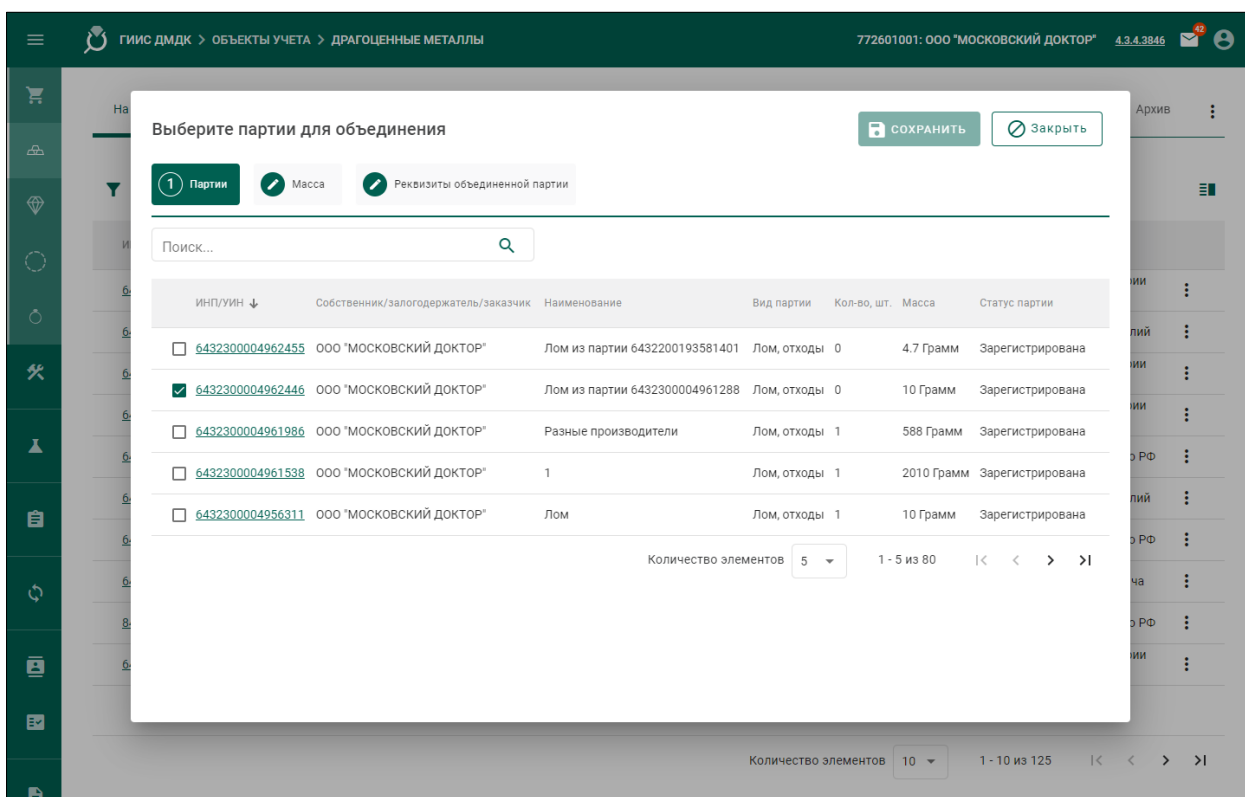 ГИИС ДМДК > ОБЪЕКТЫ УЧЕТА > ДРАГОЦЕННЫЕ МЕТАЛЛЫ 772601001: ООО "МОСКОВСКИЙ ДОКТОР" 4.3.4.3846 42
На Архив
Выберите партии для объединения СОХРАНИТЬ Закрыть
1 Партии Масса Реквизиты объединенной партии
Поиск...
ИНП/УИН Собственник/залогодержатель/заказчик Наименование Вид партии Кол-во, шт. Масса Статус партии
6432300004962455 ООО "МОСКОВСКИЙ ДОКТОР" Лом из партии 6432200193581401 Лом, отходы 0 4.7 Грамм Зарегистрирована
6432300004962446 ООО "МОСКОВСКИЙ ДОКТОР" Лом из партии 6432300004961288 Лом, отходы 0 10 Грамм Зарегистрирована
6432300004961986 ООО "МОСКОВСКИЙ ДОКТОР" Разные производители Лом, отходы 1 588 Грамм Зарегистрирована
6432300004961538 ООО "МОСКОВСКИЙ ДОКТОР" 1 Лом, отходы 1 2010 Грамм Зарегистрирована
6432300004956311 ООО "МОСКОВСКИЙ ДОКТОР" Лом Лом, отходы 1 10 Грамм Зарегистрирована
Количество элементов 5 1 - 5 из 80
Количество элементов 10 1 - 10 из 125